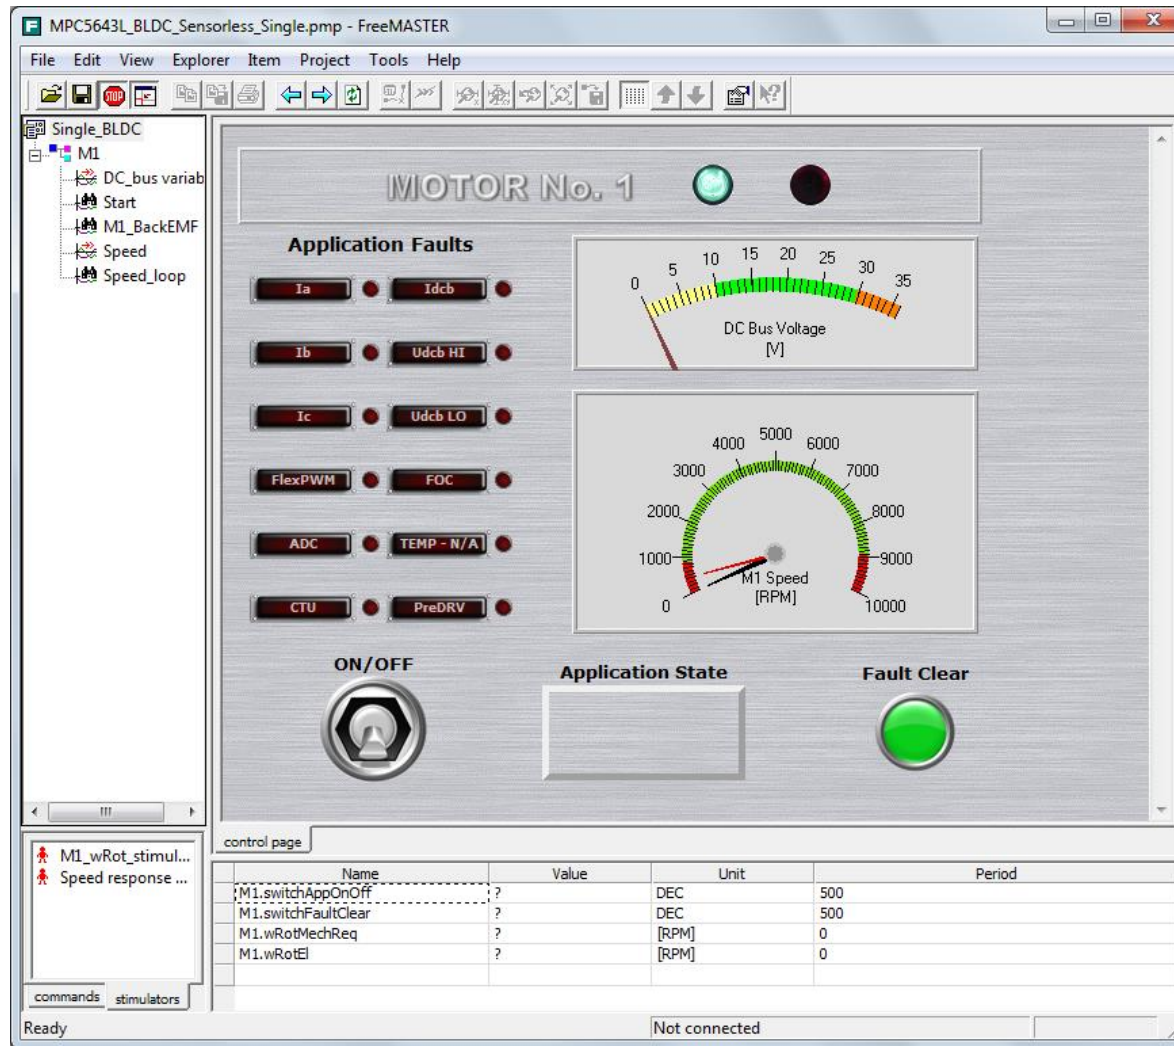 MPC5643L_BLDC_Sensorless_Single.pmp - FreeMASTER
File Edit View Explorer Item Project Tools Help
STOP
Single_BLDC
M1
DC_bus variab
Start
M1_BackEMF
Speed
Speed_loop
MOTOR No. 1
Application Faults
Ia Idcb
Ib Udcb HI
Ic Udcb LO
FlexPWM FOC
ADC TEMP - N/A
CTU PreDRV
0 5 10 15 20 25 30 35
DC Bus Voltage
[V]
0 1000 2000 3000 4000 5000 6000 7000 8000 9000 10000
M1 Speed
[RPM]
ON/OFF
Application State
Fault Clear
control page
M1_wRot_stimul...
Speed response ...
commands stimulators
Name Value Unit Period
M1.switchAppOnOff ? DEC 500
M1.switchFaultClear ? DEC 500
M1.wRotMechReq ? [RPM] 0
M1.wRotEl ? [RPM] 0
Ready Not connected